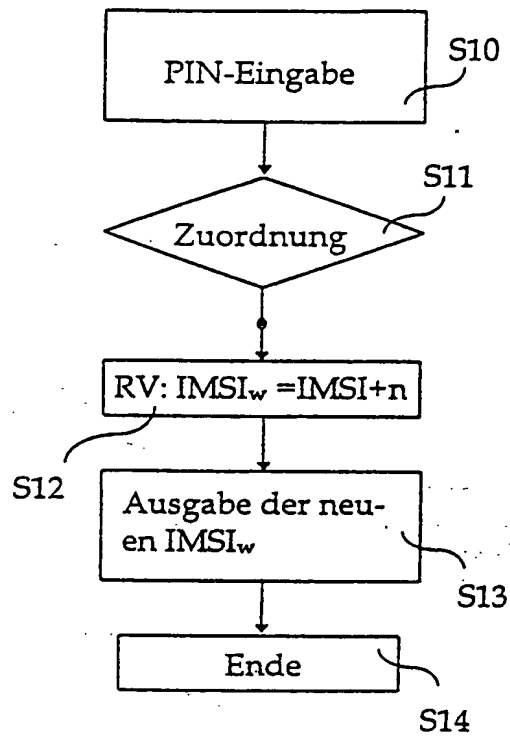 PIN-Eingabe
S10
Zuordnung
S11
RV: IMSIw =IMSI+n
S12
Ausgabe der neu-
en IMSIw
S13
Ende
S14